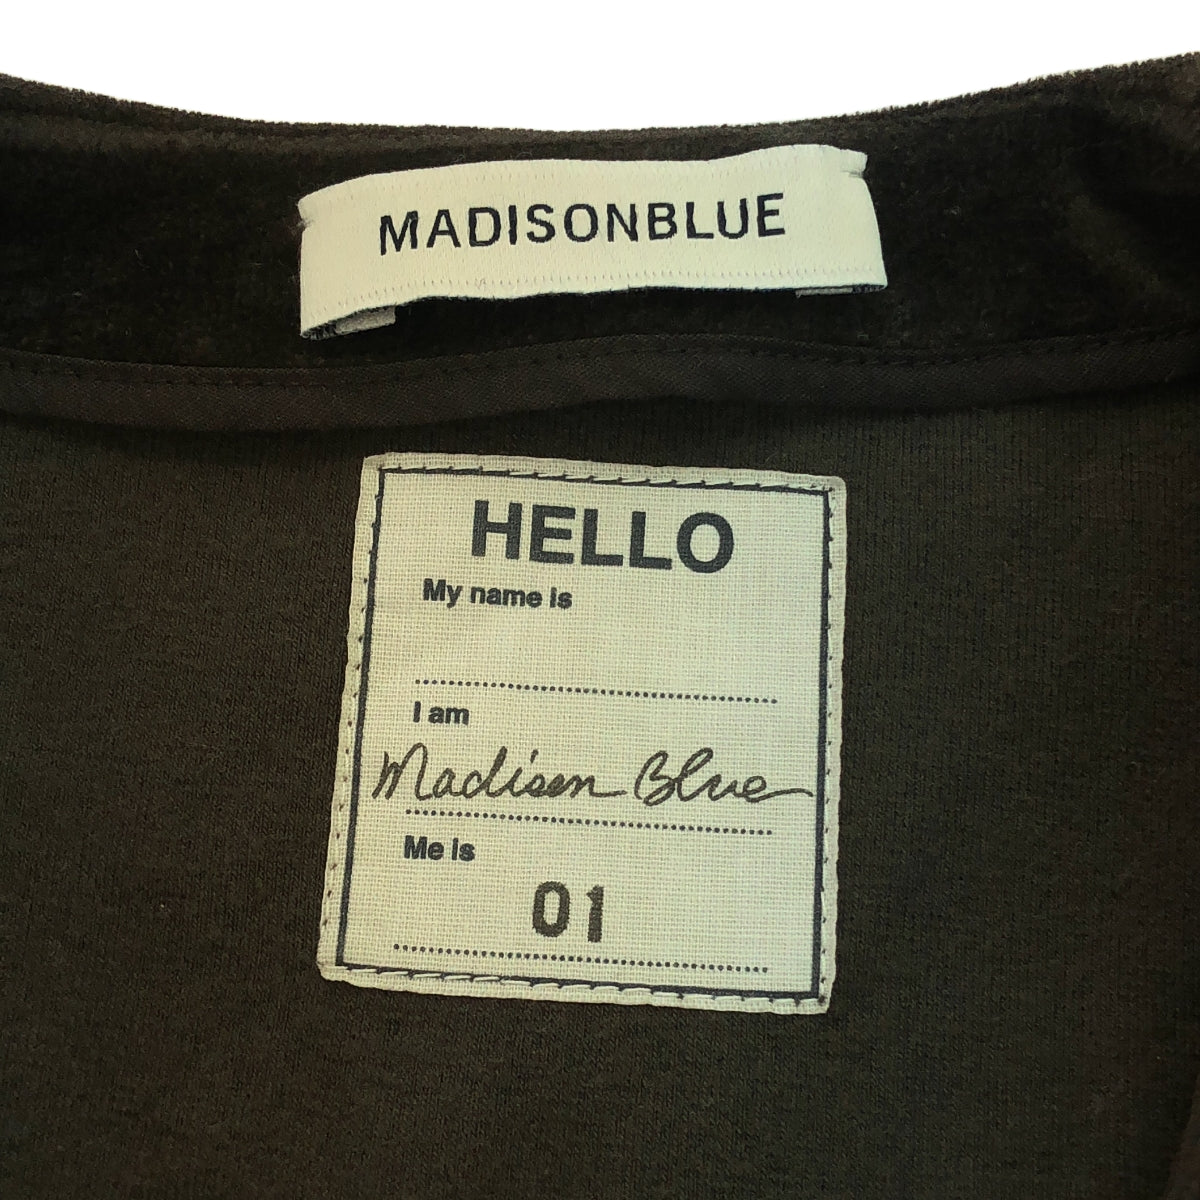 MADISONBLUE
HELLO
My name is
I am
Madison Blue
Me is
01